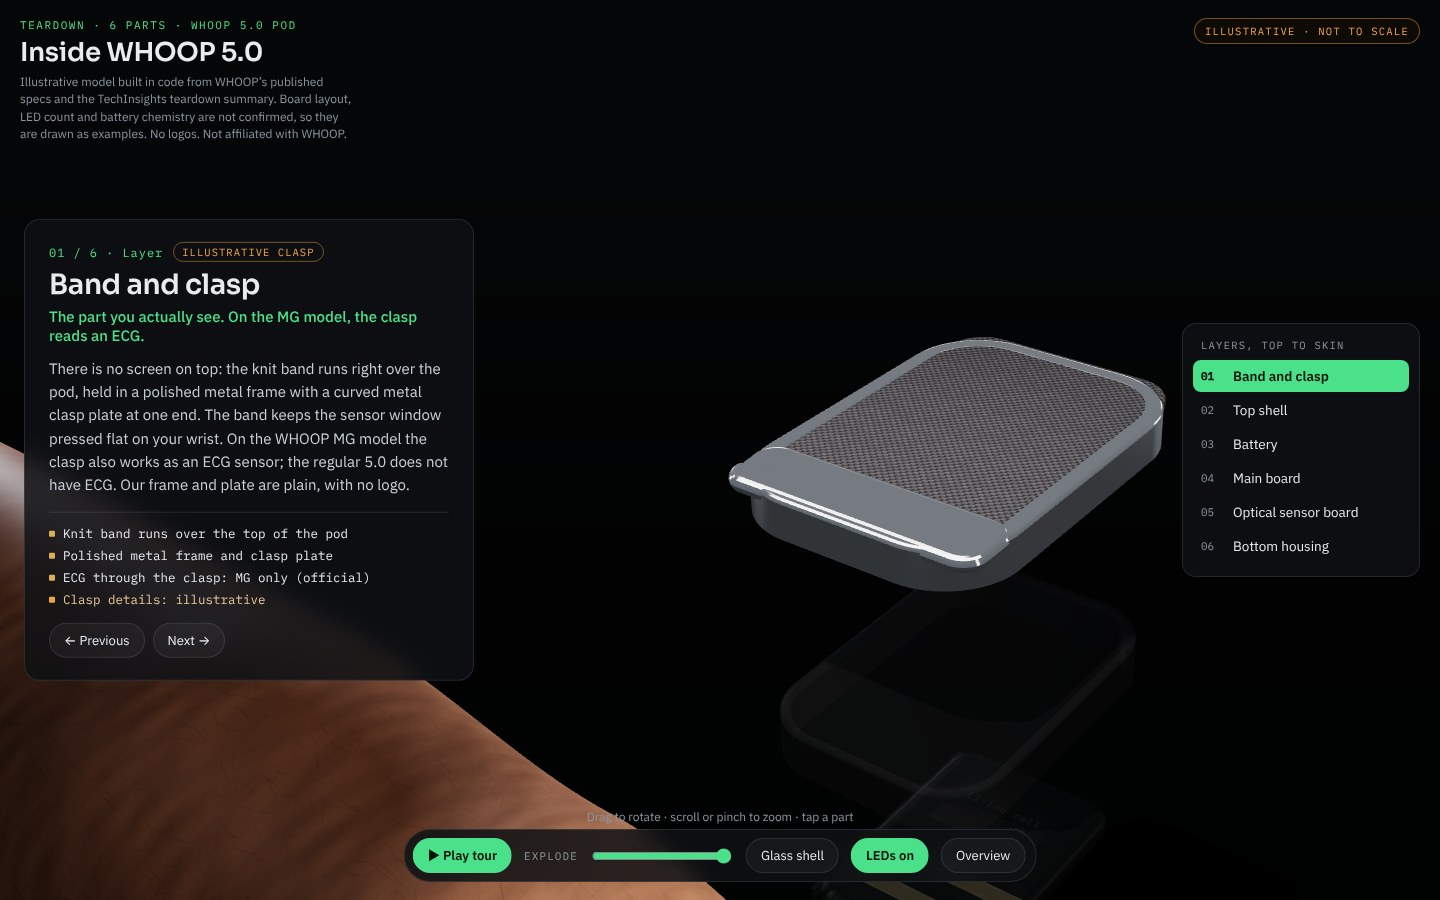 TEARDOWN · 6 PARTS · WHOOP 5.0 POD
Inside WHOOP 5.0
Illustrative model built in code from WHOOP’s published
specs and the TechInsights teardown summary. Board layout,
LED count and battery chemistry are not confirmed, so they
are drawn as examples. No logos. Not affiliated with WHOOP.
ILLUSTRATIVE · NOT TO SCALE
01 / 6 · Layer
ILLUSTRATIVE CLASP
Band and clasp
The part you actually see. On the MG model, the clasp
reads an ECG.
There is no screen on top: the knit band runs right over the
pod, held in a polished metal frame with a curved metal
clasp plate at one end. The band keeps the sensor window
pressed flat on your wrist. On the WHOOP MG model the
clasp also works as an ECG sensor; the regular 5.0 does not
have ECG. Our frame and plate are plain, with no logo.
Knit band runs over the top of the pod
Polished metal frame and clasp plate
ECG through the clasp: MG only (official)
Clasp details: illustrative
← Previous
Next →
LAYERS, TOP TO SKIN
01 Band and clasp
02 Top shell
03 Battery
04 Main board
05 Optical sensor board
06 Bottom housing
Drag to rotate · scroll or pinch to zoom · tap a part
▶ Play tour
EXPLODE
Glass shell
LEDs on
Overview